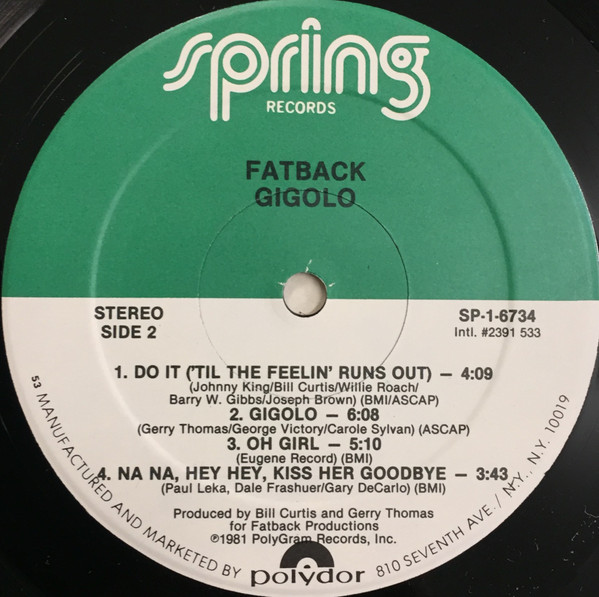 spring
RECORDS
FATBACK
GIGOLO
STEREO
SIDE 2
SP-1-6734
Intl. #2391 533
1. DO IT ('TIL THE FEELIN' RUNS OUT) — 4:09
(Johnny King/Bill Curtis/Willie Roach/
Barry W. Gibbs/Joseph Brown) (BMI/ASCAP)
2. GIGOLO — 6:08
(Gerry Thomas/George Victory/Carole Sylvan) (ASCAP)
3. OH GIRL — 5:10
(Eugene Record) (BMI)
4. NA NA, HEY HEY, KISS HER GOODBYE — 3:43
(Paul Leka, Dale Frashuer/Gary DeCarlo) (BMI)
Produced by Bill Curtis and Gerry Thomas
for Fatback Productions
℗1981 PolyGram Records, Inc.
53 MANUFACTURED AND MARKETED BY polydor 810 SEVENTH AVE. / N.Y., N.Y. 10019